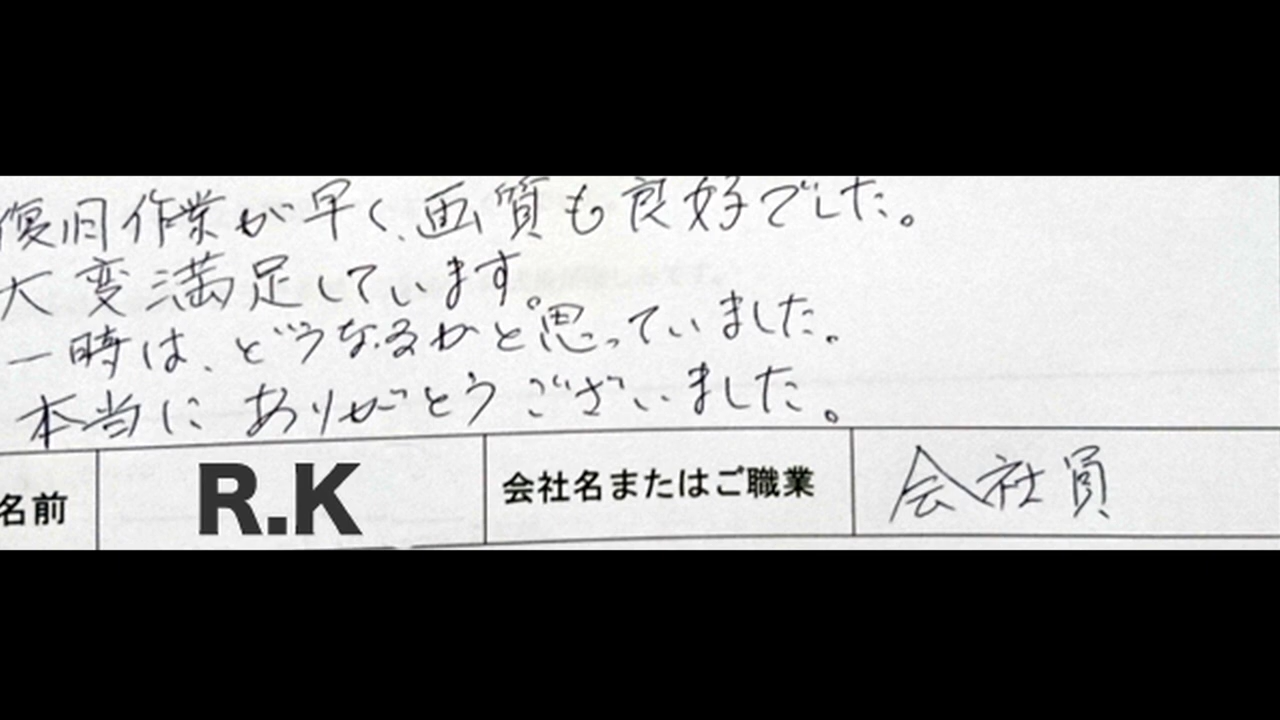 復旧作業が早く、画質も良好でした。
大変満足しています。
一時は、どうなるかと思っていました。
本当にありがとうございました。
名前 R.K 会社名またはご職業 会社員